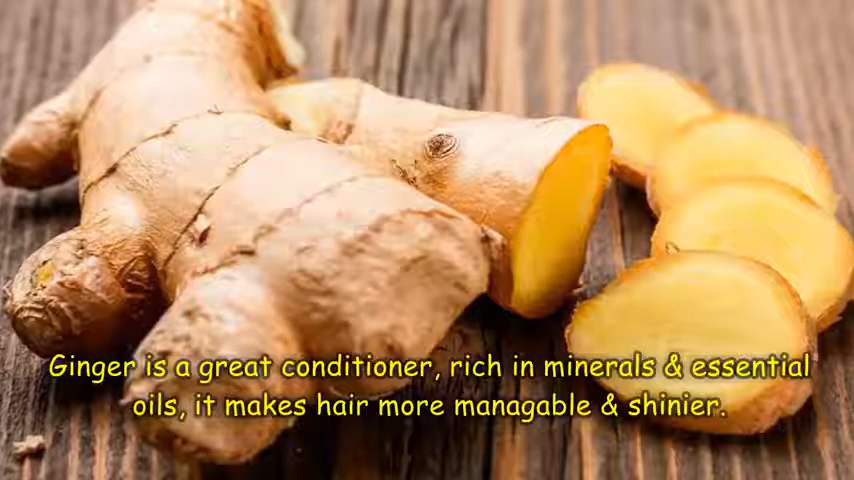 Ginger is a great conditioner, rich in minerals & essential
oils, it makes hair more managable & shinier.